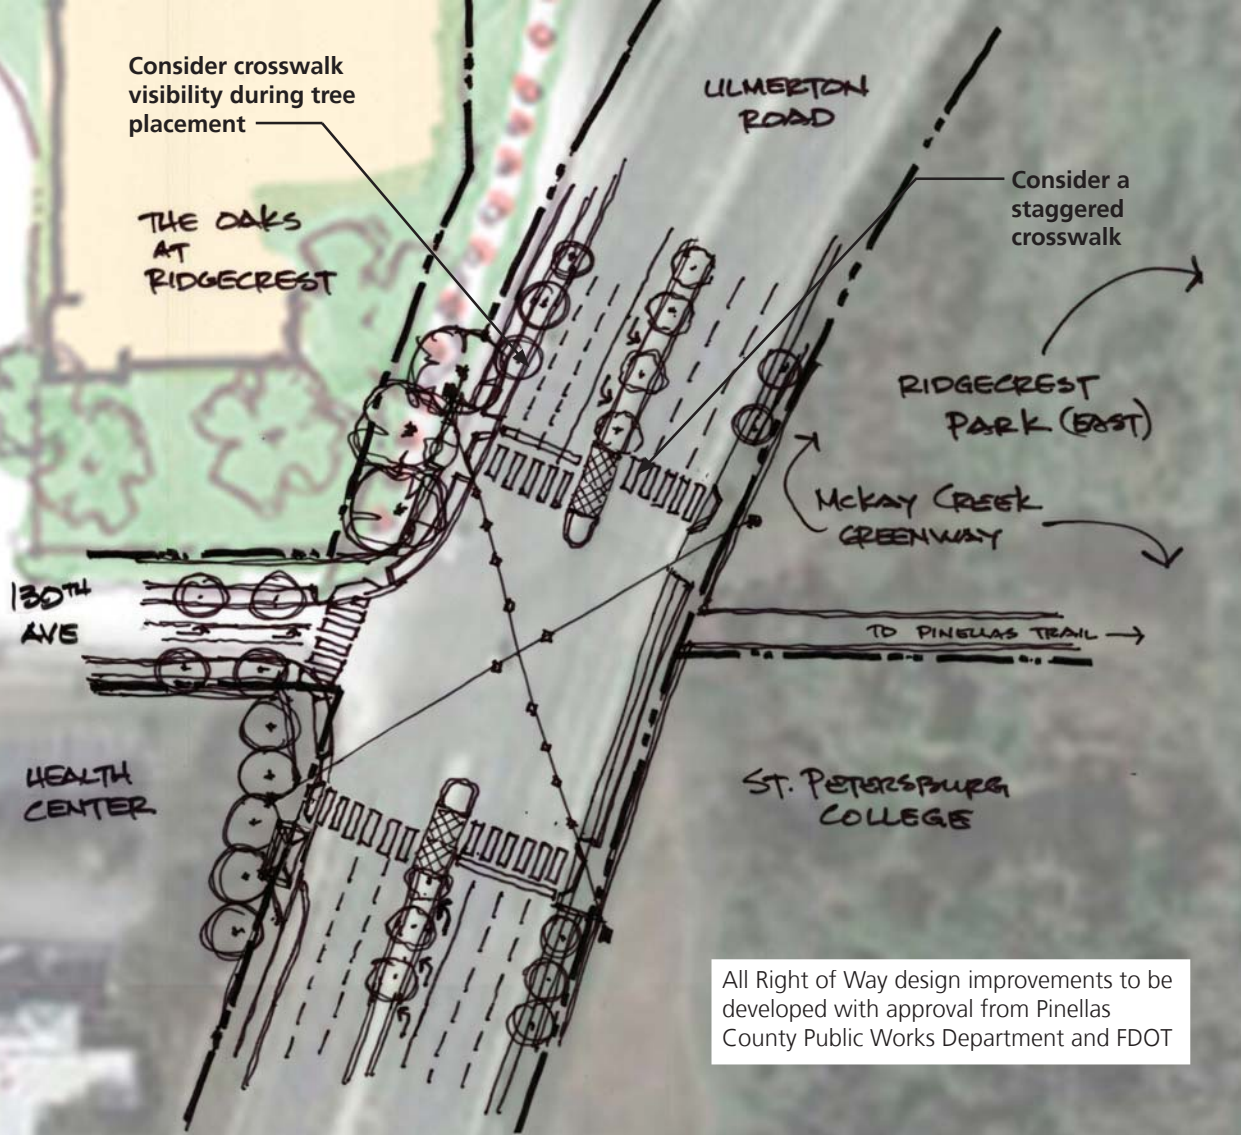 Consider crosswalk
visibility during tree
placement
ULMERTON
ROAD
Consider a
staggered
crosswalk
THE OAKS
AT
RIDGECREST
RIDGECREST
PARK (EAST)
McKAY CREEK
GREENWAY
130TH
AVE
TO PINELLAS TRAIL
HEALTH
CENTER
ST. PETERSBURG
COLLEGE
All Right of Way design improvements to be
developed with approval from Pinellas
County Public Works Department and FDOT